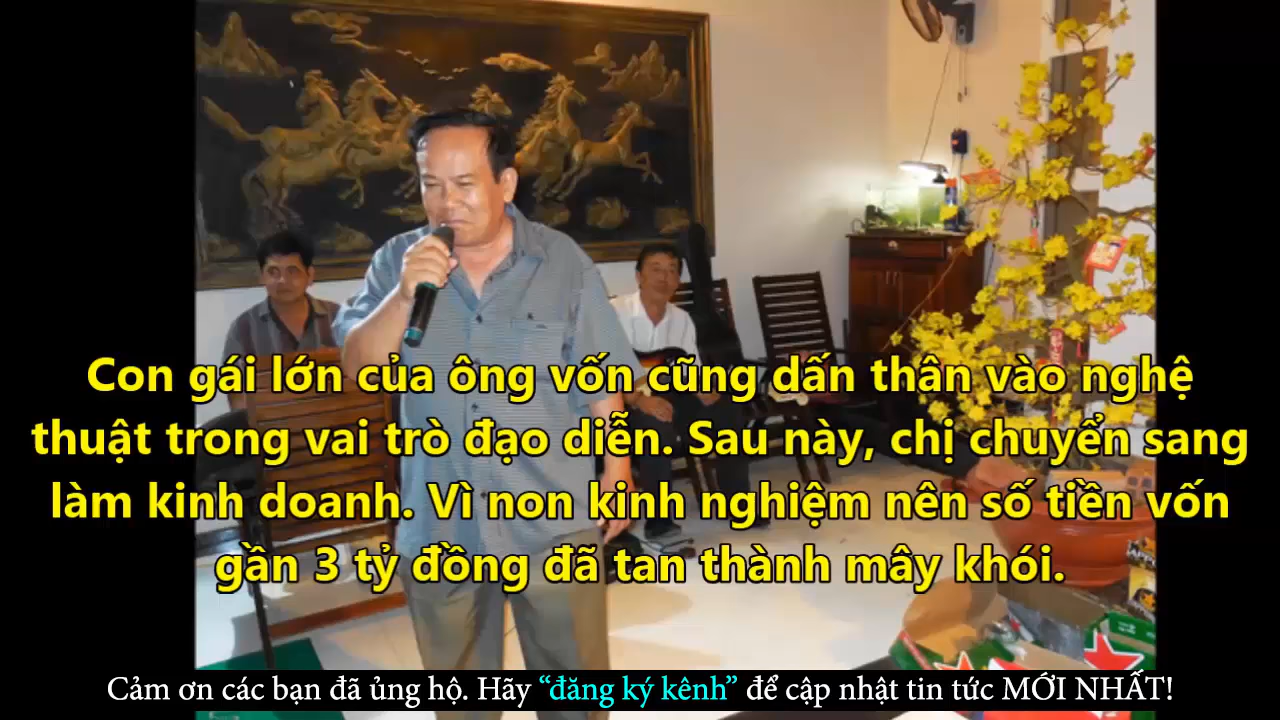 Con gái lớn của ông vốn cũng dấn thân vào nghệ
thuật trong vai trò đạo diễn. Sau này, chị chuyển sang
làm kinh doanh. Vì non kinh nghiệm nên số tiền vốn
gần 3 tỷ đồng đã tan thành mây khói.
Cảm ơn các bạn đã ủng hộ. Hãy “đăng ký kênh” để cập nhật tin tức MỚI NHẤT!